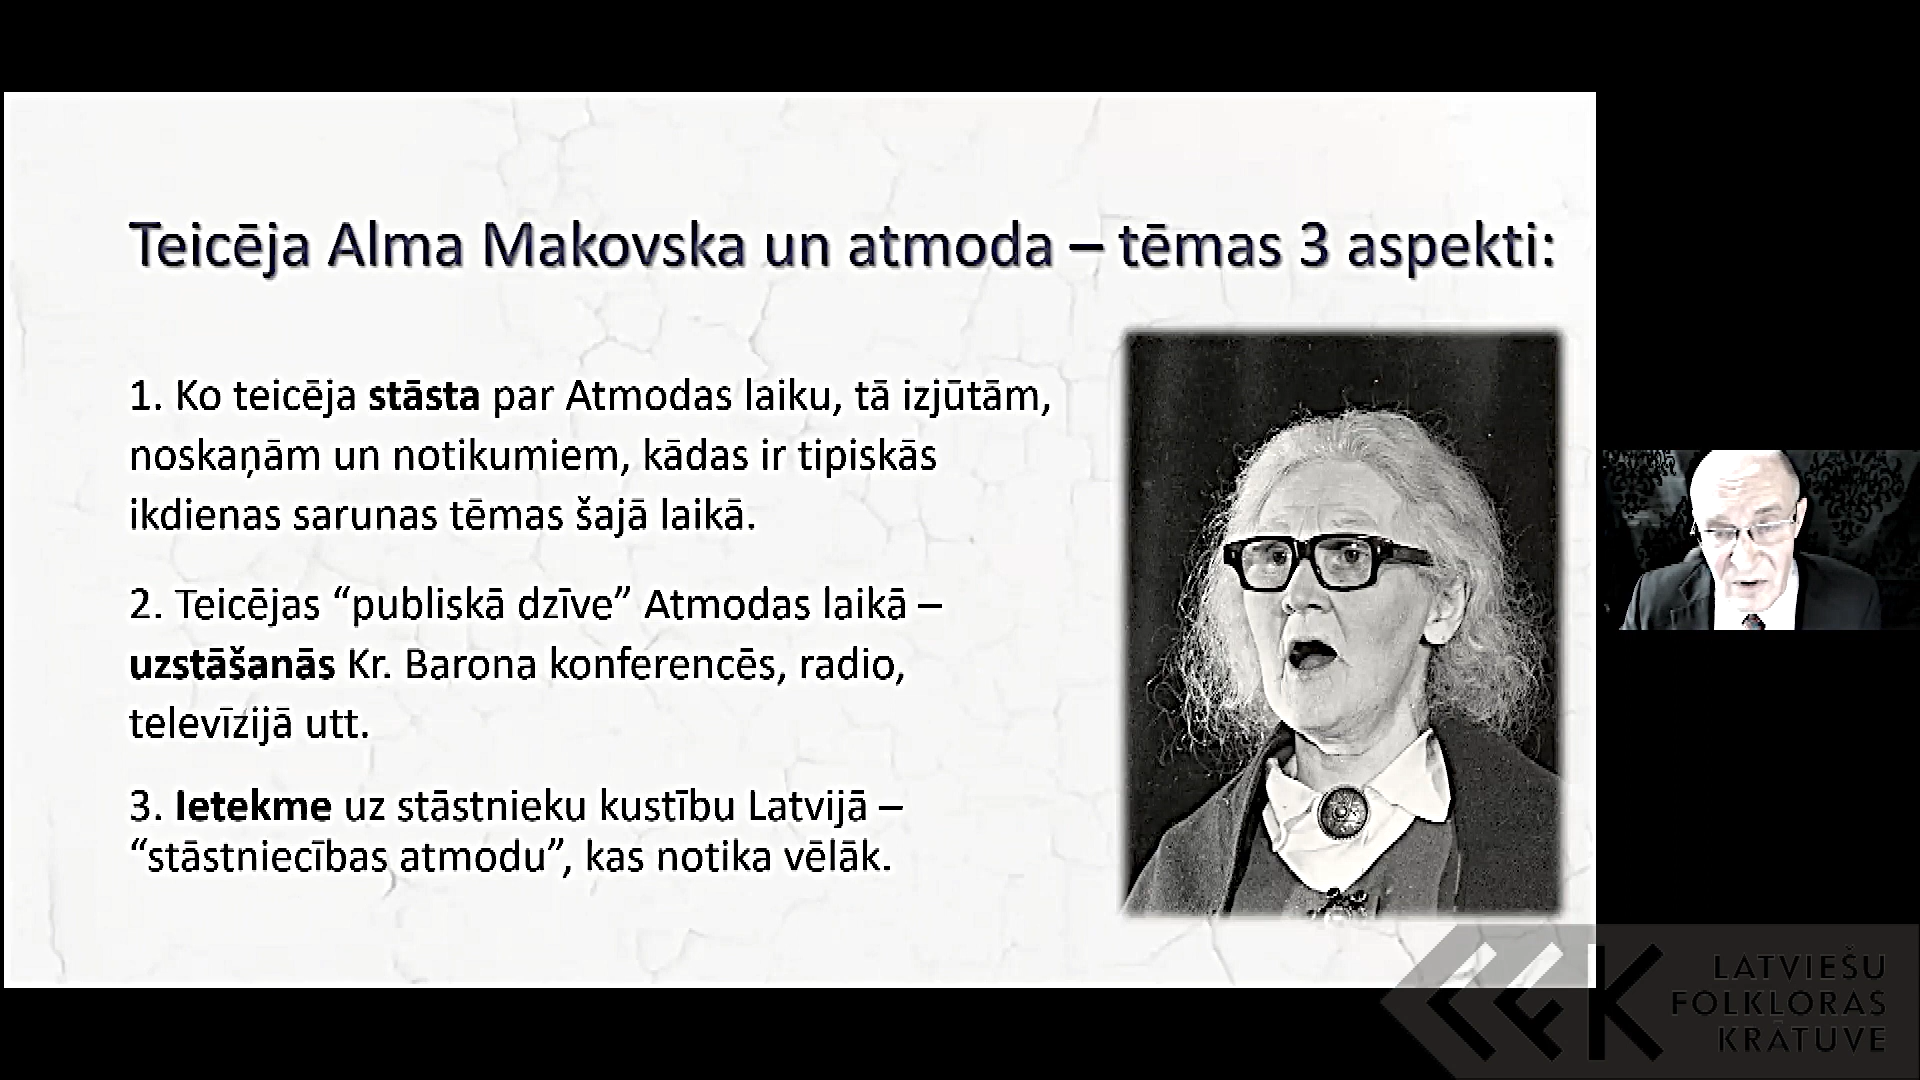 Teicēja Alma Makovska un atmoda – tēmas 3 aspekti:
1. Ko teicēja stāsta par Atmodas laiku, tā izjūtām,
noskaņām un notikumiem, kādas ir tipiskās
ikdienas sarunas tēmas šajā laikā.
2. Teicējas “publiskā dzīve” Atmodas laikā –
uzstāšanās Kr. Barona konferencēs, radio,
televīzijā utt.
3. Ietekme uz stāstnieku kustību Latvijā –
“stāstniecības atmodu”, kas notika vēlāk.
LFK
LATVIEŠU
FOLKLORAS
KRĀTUVE